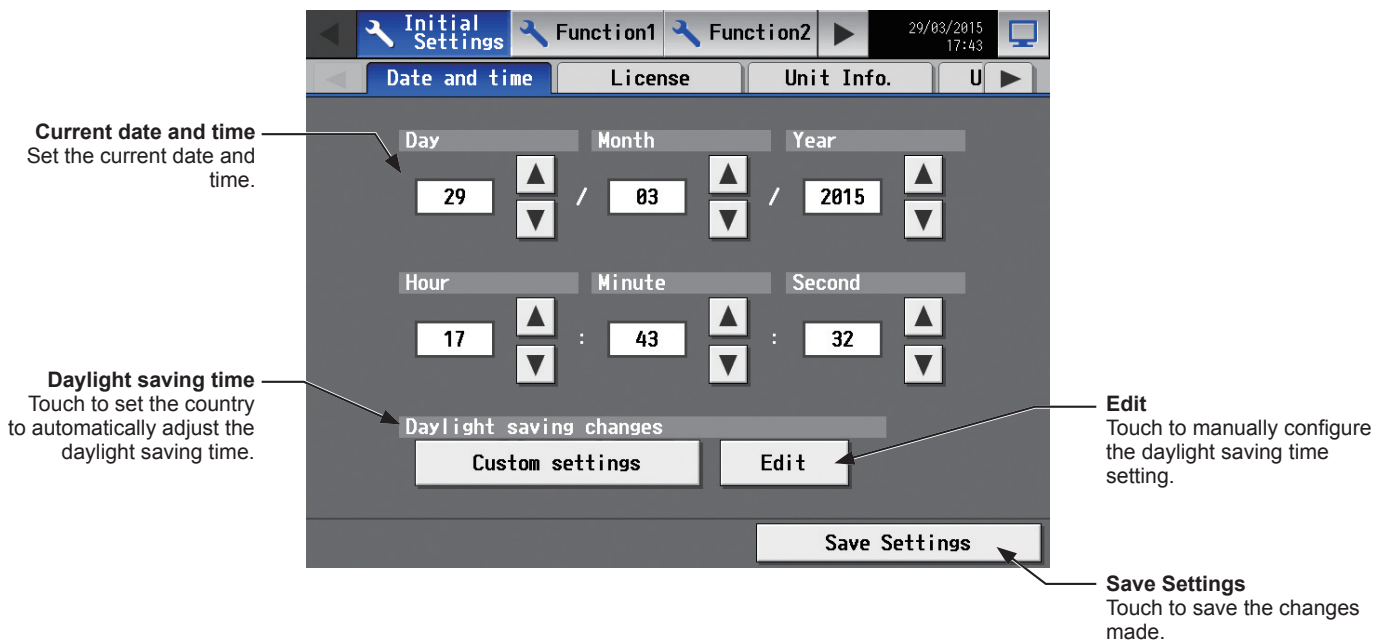 Initial
Settings
Function1
Function2
29/03/2015
17:43
Date and time
License
Unit Info.
U
Current date and time
Set the current date and
time.
Day
Month
Year
29 / 03 / 2015
Hour
Minute
Second
17 : 43 : 32
Daylight saving time
Touch to set the country
to automatically adjust the
daylight saving time.
Daylight saving changes
Custom settings
Edit
Edit
Touch to manually configure
the daylight saving time
setting.
Save Settings
Save Settings
Touch to save the changes
made.